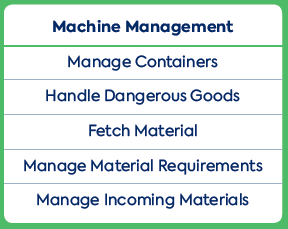 Machine Management
Manage Containers
Handle Dangerous Goods
Fetch Material
Manage Material Requirements
Manage Incoming Materials